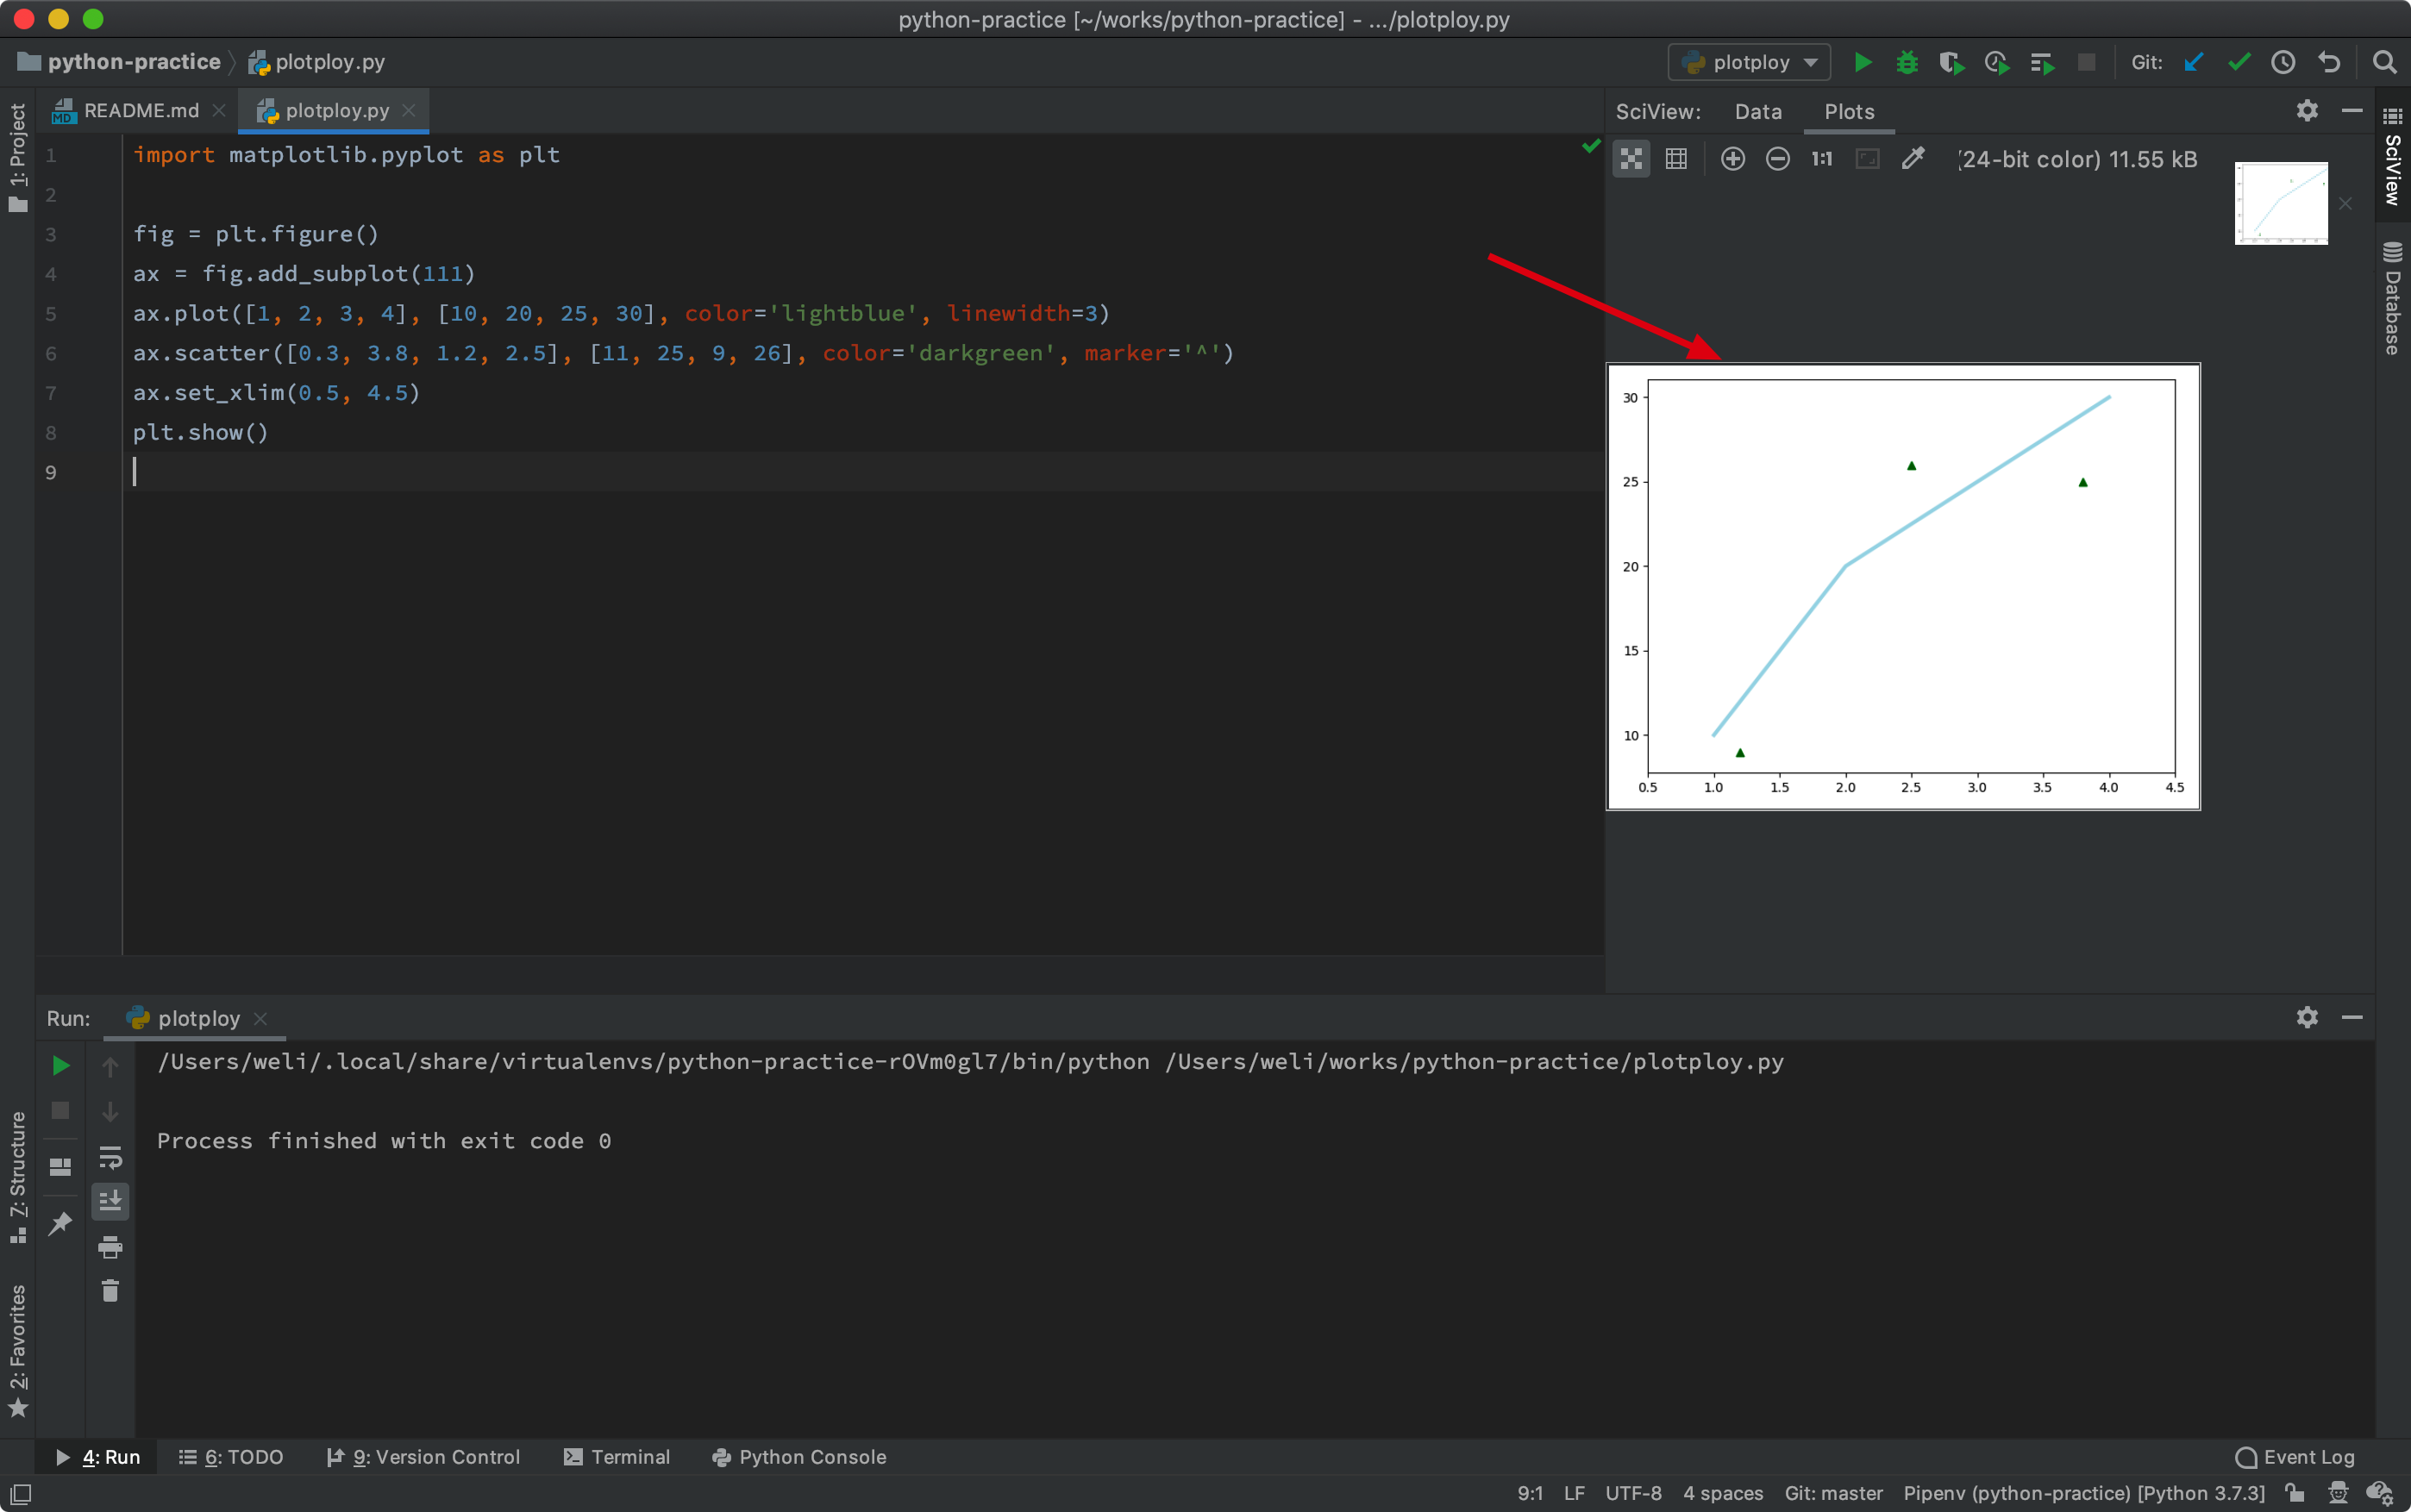 python-practice [~/works/python-practice] - .../plotploy.py
python-practice plotploy.py
plotploy
Git:
1: Project
README.md
plotploy.py
SciView: Data Plots
24-bit color) 11.55 kB
1:1
SciView
Database
1 import matplotlib.pyplot as plt
2
3 fig = plt.figure()
4 ax = fig.add_subplot(111)
5 ax.plot([1, 2, 3, 4], [10, 20, 25, 30], color='lightblue', linewidth=3)
6 ax.scatter([0.3, 3.8, 1.2, 2.5], [11, 25, 9, 26], color='darkgreen', marker='^')
7 ax.set_xlim(0.5, 4.5)
8 plt.show()
9
30
25
20
15
10
0.5 1.0 1.5 2.0 2.5 3.0 3.5 4.0 4.5
Run: plotploy
/Users/weli/.local/share/virtualenvs/python-practice-rOVm0gl7/bin/python /Users/weli/works/python-practice/plotploy.py
Process finished with exit code 0
7: Structure
2: Favorites
4: Run 6: TODO 9: Version Control Terminal Python Console Event Log
9:1 LF UTF-8 4 spaces Git: master Pipenv (python-practice) [Python 3.7.3]